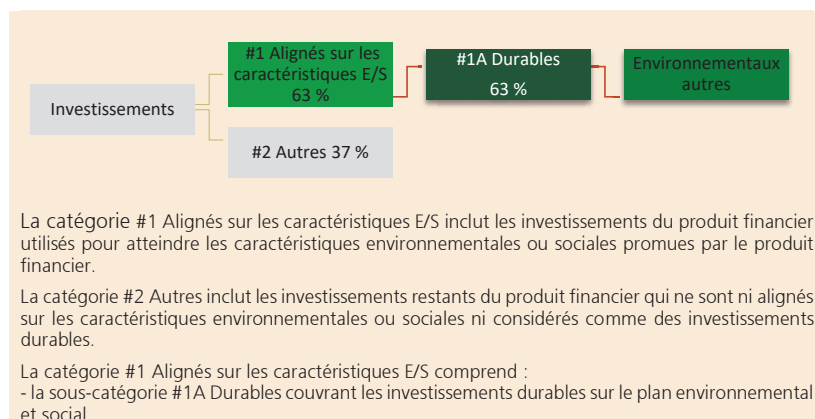 #1 Alignés sur les
caractéristiques E/S
63 %
#1A Durables
63 %
Environnementaux
autres
Investissements
#2 Autres 37 %
La catégorie #1 Alignés sur les caractéristiques E/S inclut les investissements du produit financier
utilisés pour atteindre les caractéristiques environnementales ou sociales promues par le produit
financier.
La catégorie #2 Autres inclut les investissements restants du produit financier qui ne sont ni alignés
sur les caractéristiques environnementales ou sociales ni considérés comme des investissements
durables.
La catégorie #1 Alignés sur les caractéristiques E/S comprend :
- la sous-catégorie #1A Durables couvrant les investissements durables sur le plan environnemental
et social